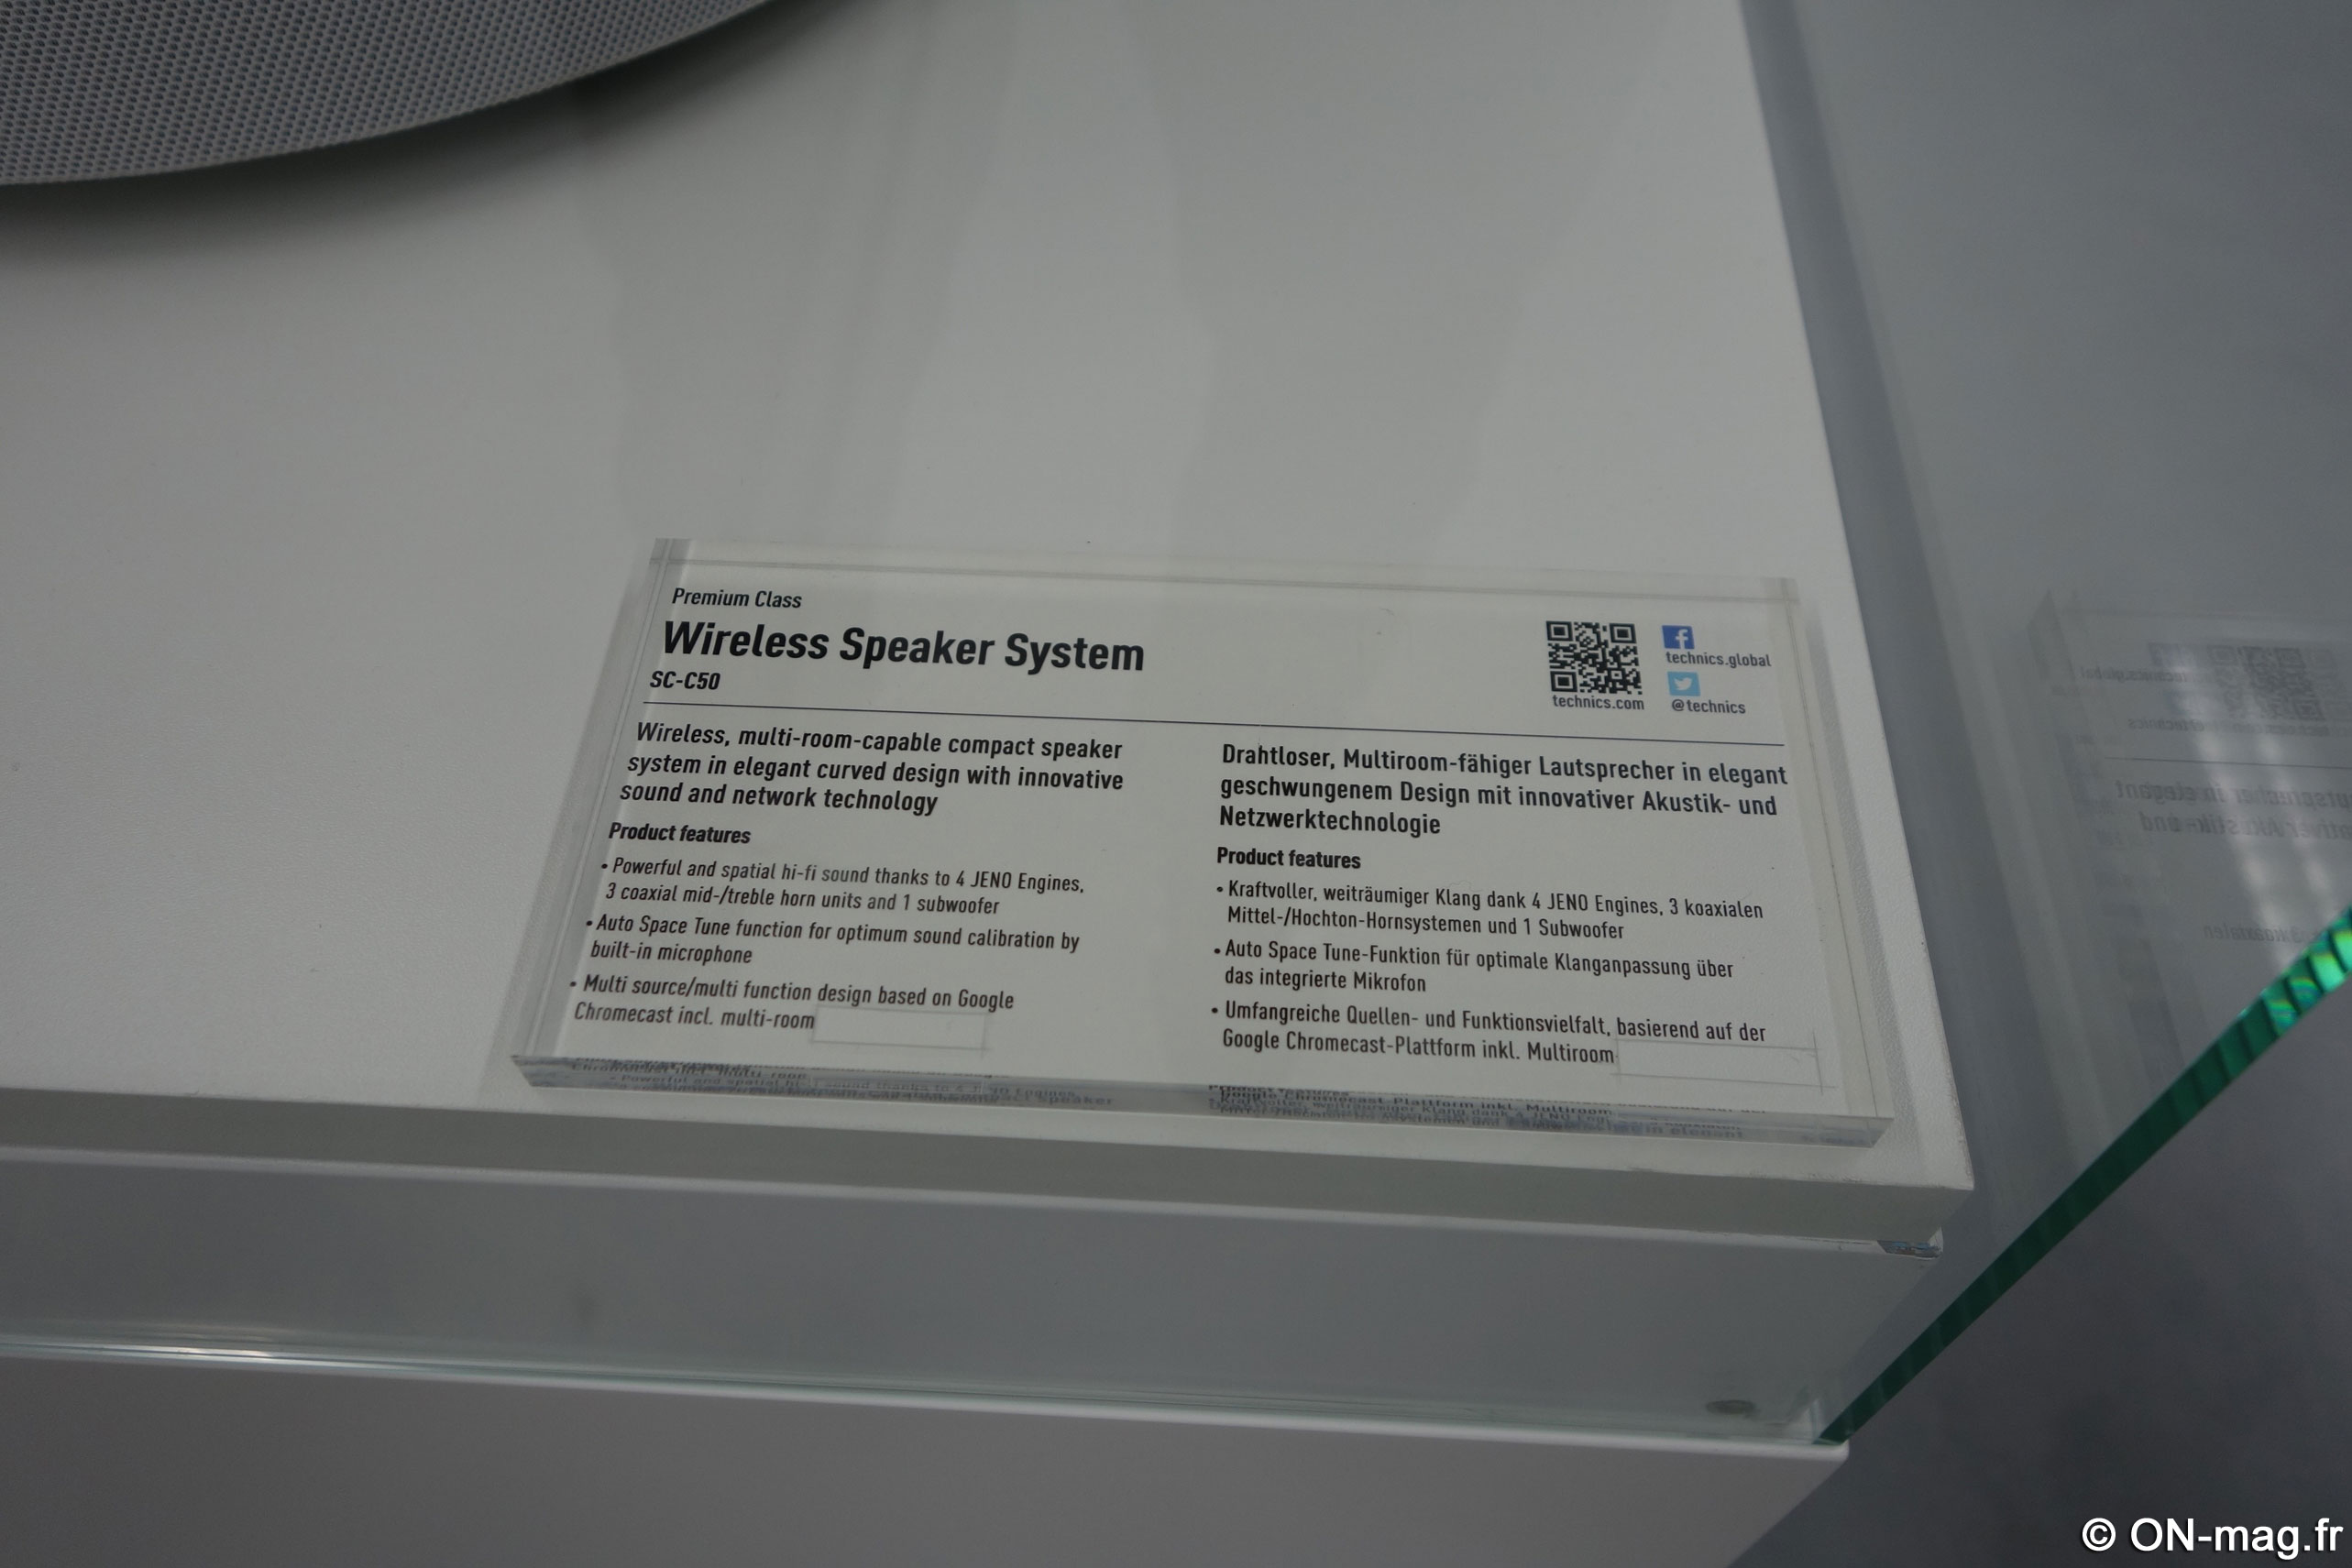 Premium Class
Wireless Speaker System
SC-C50
technics.com
technics.global
@technics
Wireless, multi-room-capable compact speaker
system in elegant curved design with innovative
sound and network technology
Product features
• Powerful and spatial hi-fi sound thanks to 4 JENO Engines,
3 coaxial mid-/treble horn units and 1 subwoofer
• Auto Space Tune function for optimum sound calibration by
built-in microphone
• Multi source/multi function design based on Google
Chromecast incl. multi-room
Drahtloser, Multiroom-fähiger Lautsprecher in elegant
geschwungenem Design mit innovativer Akustik- und
Netzwerktechnologie
Product features
• Kraftvoller, weiträumiger Klang dank 4 JENO Engines, 3 koaxialen
Mittel-/Hochton-Hornsystemen und 1 Subwoofer
• Auto Space Tune-Funktion für optimale Klanganpassung über
das integrierte Mikrofon
• Umfangreiche Quellen- und Funktionsvielfalt, basierend auf der
Google Chromecast-Plattform inkl. Multiroom
© ON-mag.fr